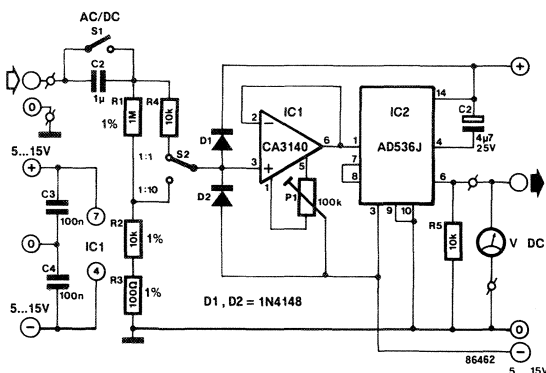 AC/DC
S1
C2
1µ
0
R1
1M
1%
R4
10k
1:1
S2
1:10
R2
10k
1%
R3
100Ω
1%
5...15V
+
C3
100n
7
0
IC1
C4
100n
4
5...15V
−
D1
D2
D1, D2 = 1N4148
IC1
CA3140
2
−
3
+
6
5
1
P1
100k
IC2
AD536J
1
7
8
3
9
10
14
4
6
C2
4µ7
25V
R5
10k
V DC
+
0
−
86462
5...15V